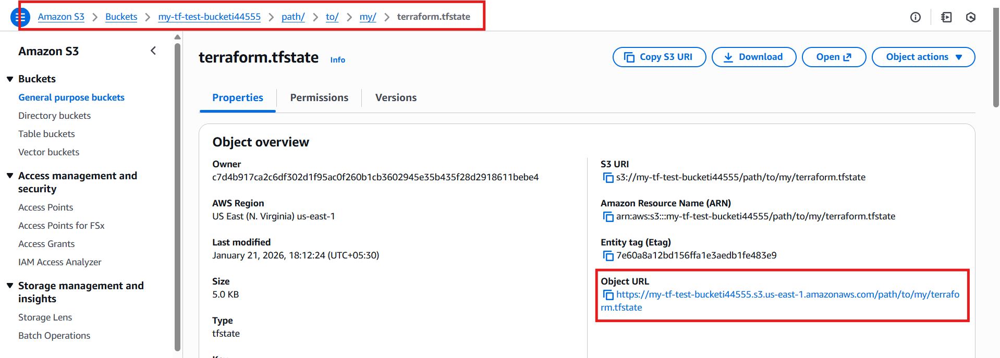 Amazon S3 > Buckets > my-tf-test-bucketi44555 > path/ > to/ > my/ > terraform.tfstate
Amazon S3
Buckets
General purpose buckets
Directory buckets
Table buckets
Vector buckets
Access management and
security
Access Points
Access Points for FSx
Access Grants
IAM Access Analyzer
Storage management and
insights
Storage Lens
Batch Operations
terraform.tfstate Info
Copy S3 URI Download Open Object actions
Properties Permissions Versions
Object overview
Owner
c7d4b917ca2c6df302d1f95ac0f260b1cb3602945e35b435f28d2918611bebe4
AWS Region
US East (N. Virginia) us-east-1
Last modified
January 21, 2026, 18:12:24 (UTC+05:30)
Size
5.0 KB
Type
tfstate
S3 URI
s3://my-tf-test-bucketi44555/path/to/my/terraform.tfstate
Amazon Resource Name (ARN)
arn:aws:s3:::my-tf-test-bucketi44555/path/to/my/terraform.tfstate
Entity tag (Etag)
7e60a8a12bd156ffa1e3aedb1fe483e9
Object URL
https://my-tf-test-bucketi44555.s3.us-east-1.amazonaws.com/path/to/my/terrafo
rm.tfstate